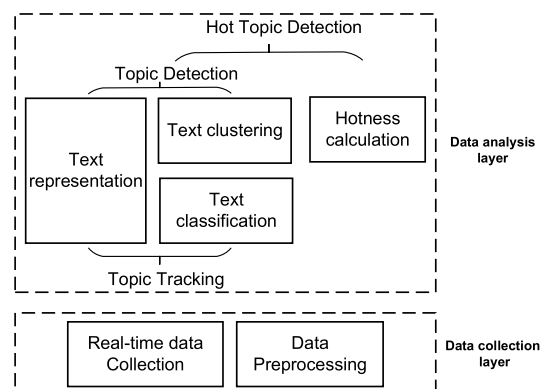 Hot Topic Detection
Topic Detection
Text clustering
Hotness
calculation
Text
representation
Data analysis
layer
Text
classification
Topic Tracking
Real-time data
Collection
Data
Preprocessing
Data collection
layer